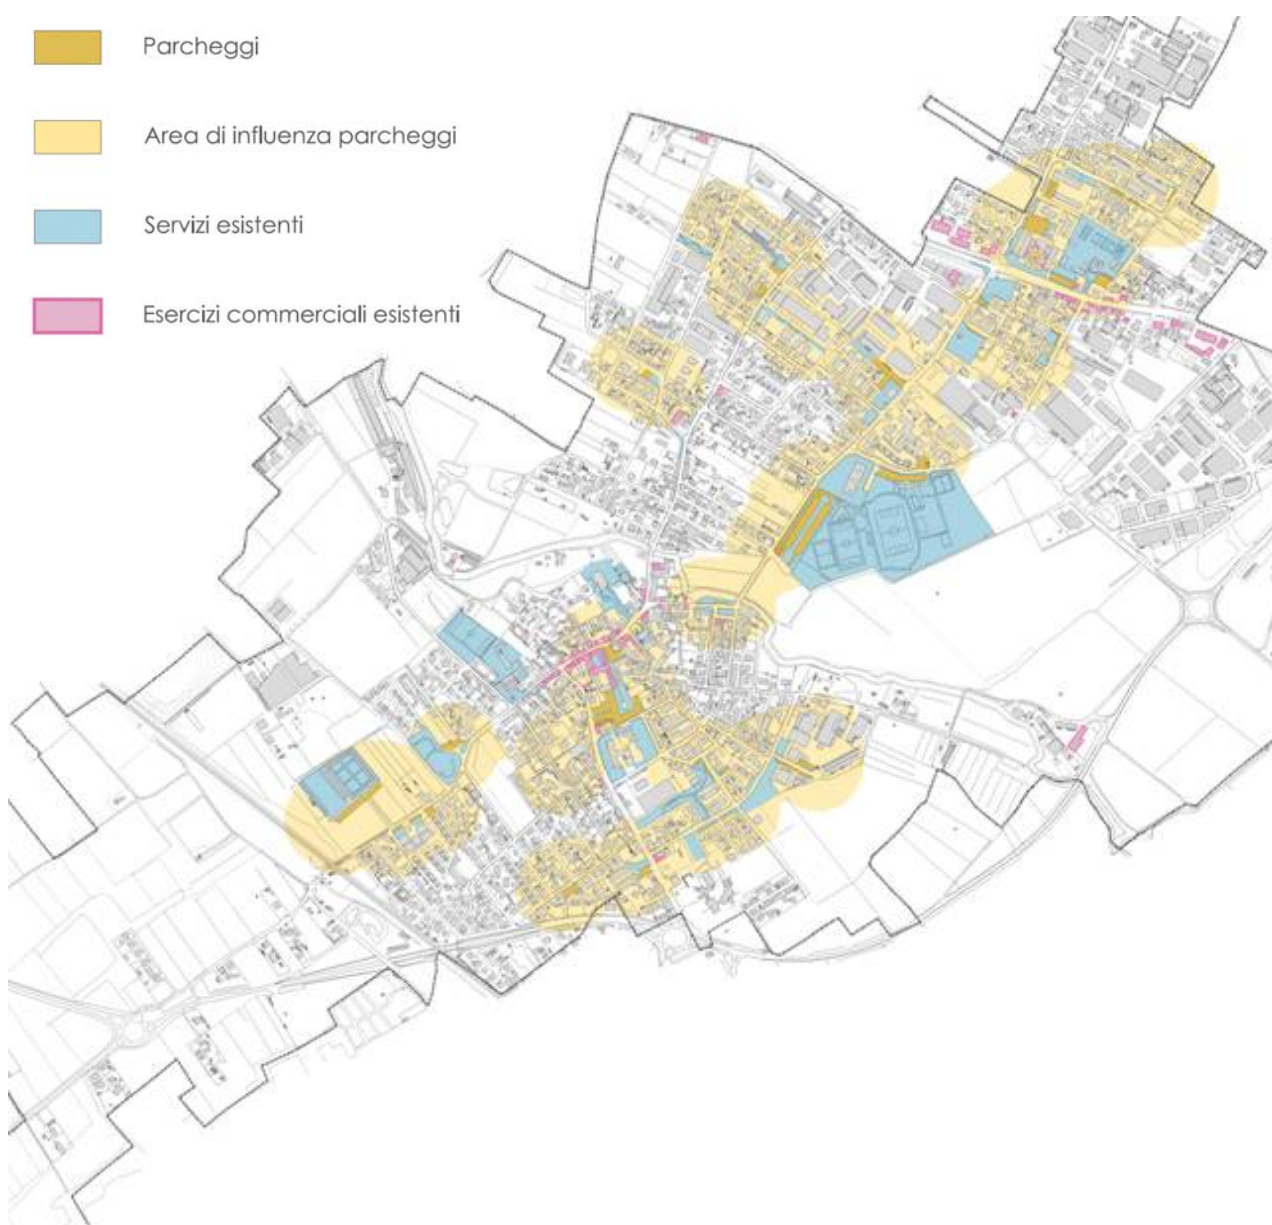 Parcheggi
Area di influenza parcheggi
Servizi esistenti
Esercizi commerciali esistenti